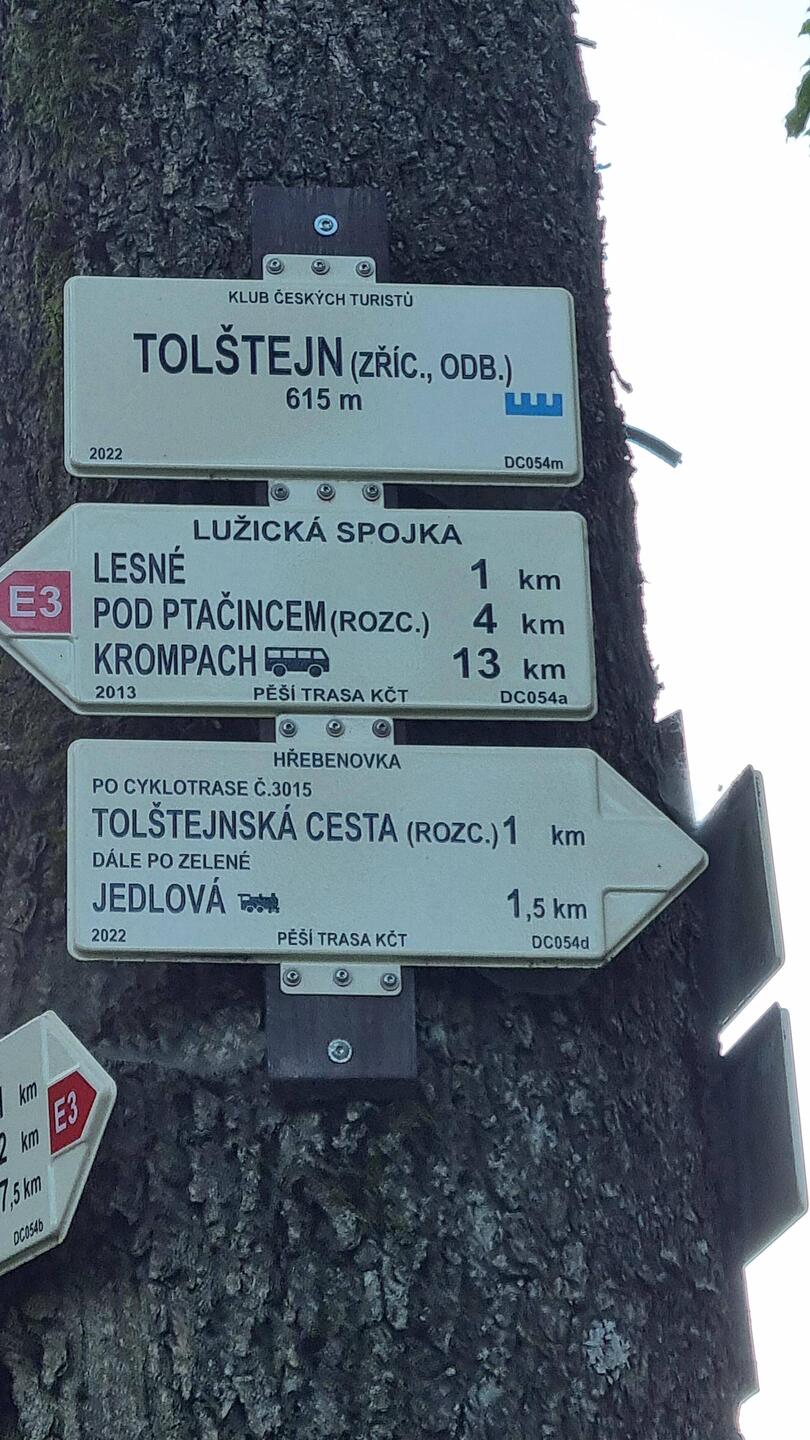 KLUB ČESKÝCH TURISTŮ
TOLŠTEJN (ZŘÍC., ODB.)
615 m
2022 DC054m
LUŽICKÁ SPOJKA
LESNÉ 1 km
E3
POD PTAČINCEM (ROZC.) 4 km
KROMPACH 13 km
2013 PĚŠÍ TRASA KČT DC054a
HŘEBENOVKA
PO CYKLOTRASE Č.3015
TOLŠTEJNSKÁ CESTA (ROZC.) 1 km
DÁLE PO ZELENÉ
JEDLOVÁ 1,5 km
2022 PĚŠÍ TRASA KČT DC054d
km
E3
2 km
7,5 km
DC054b